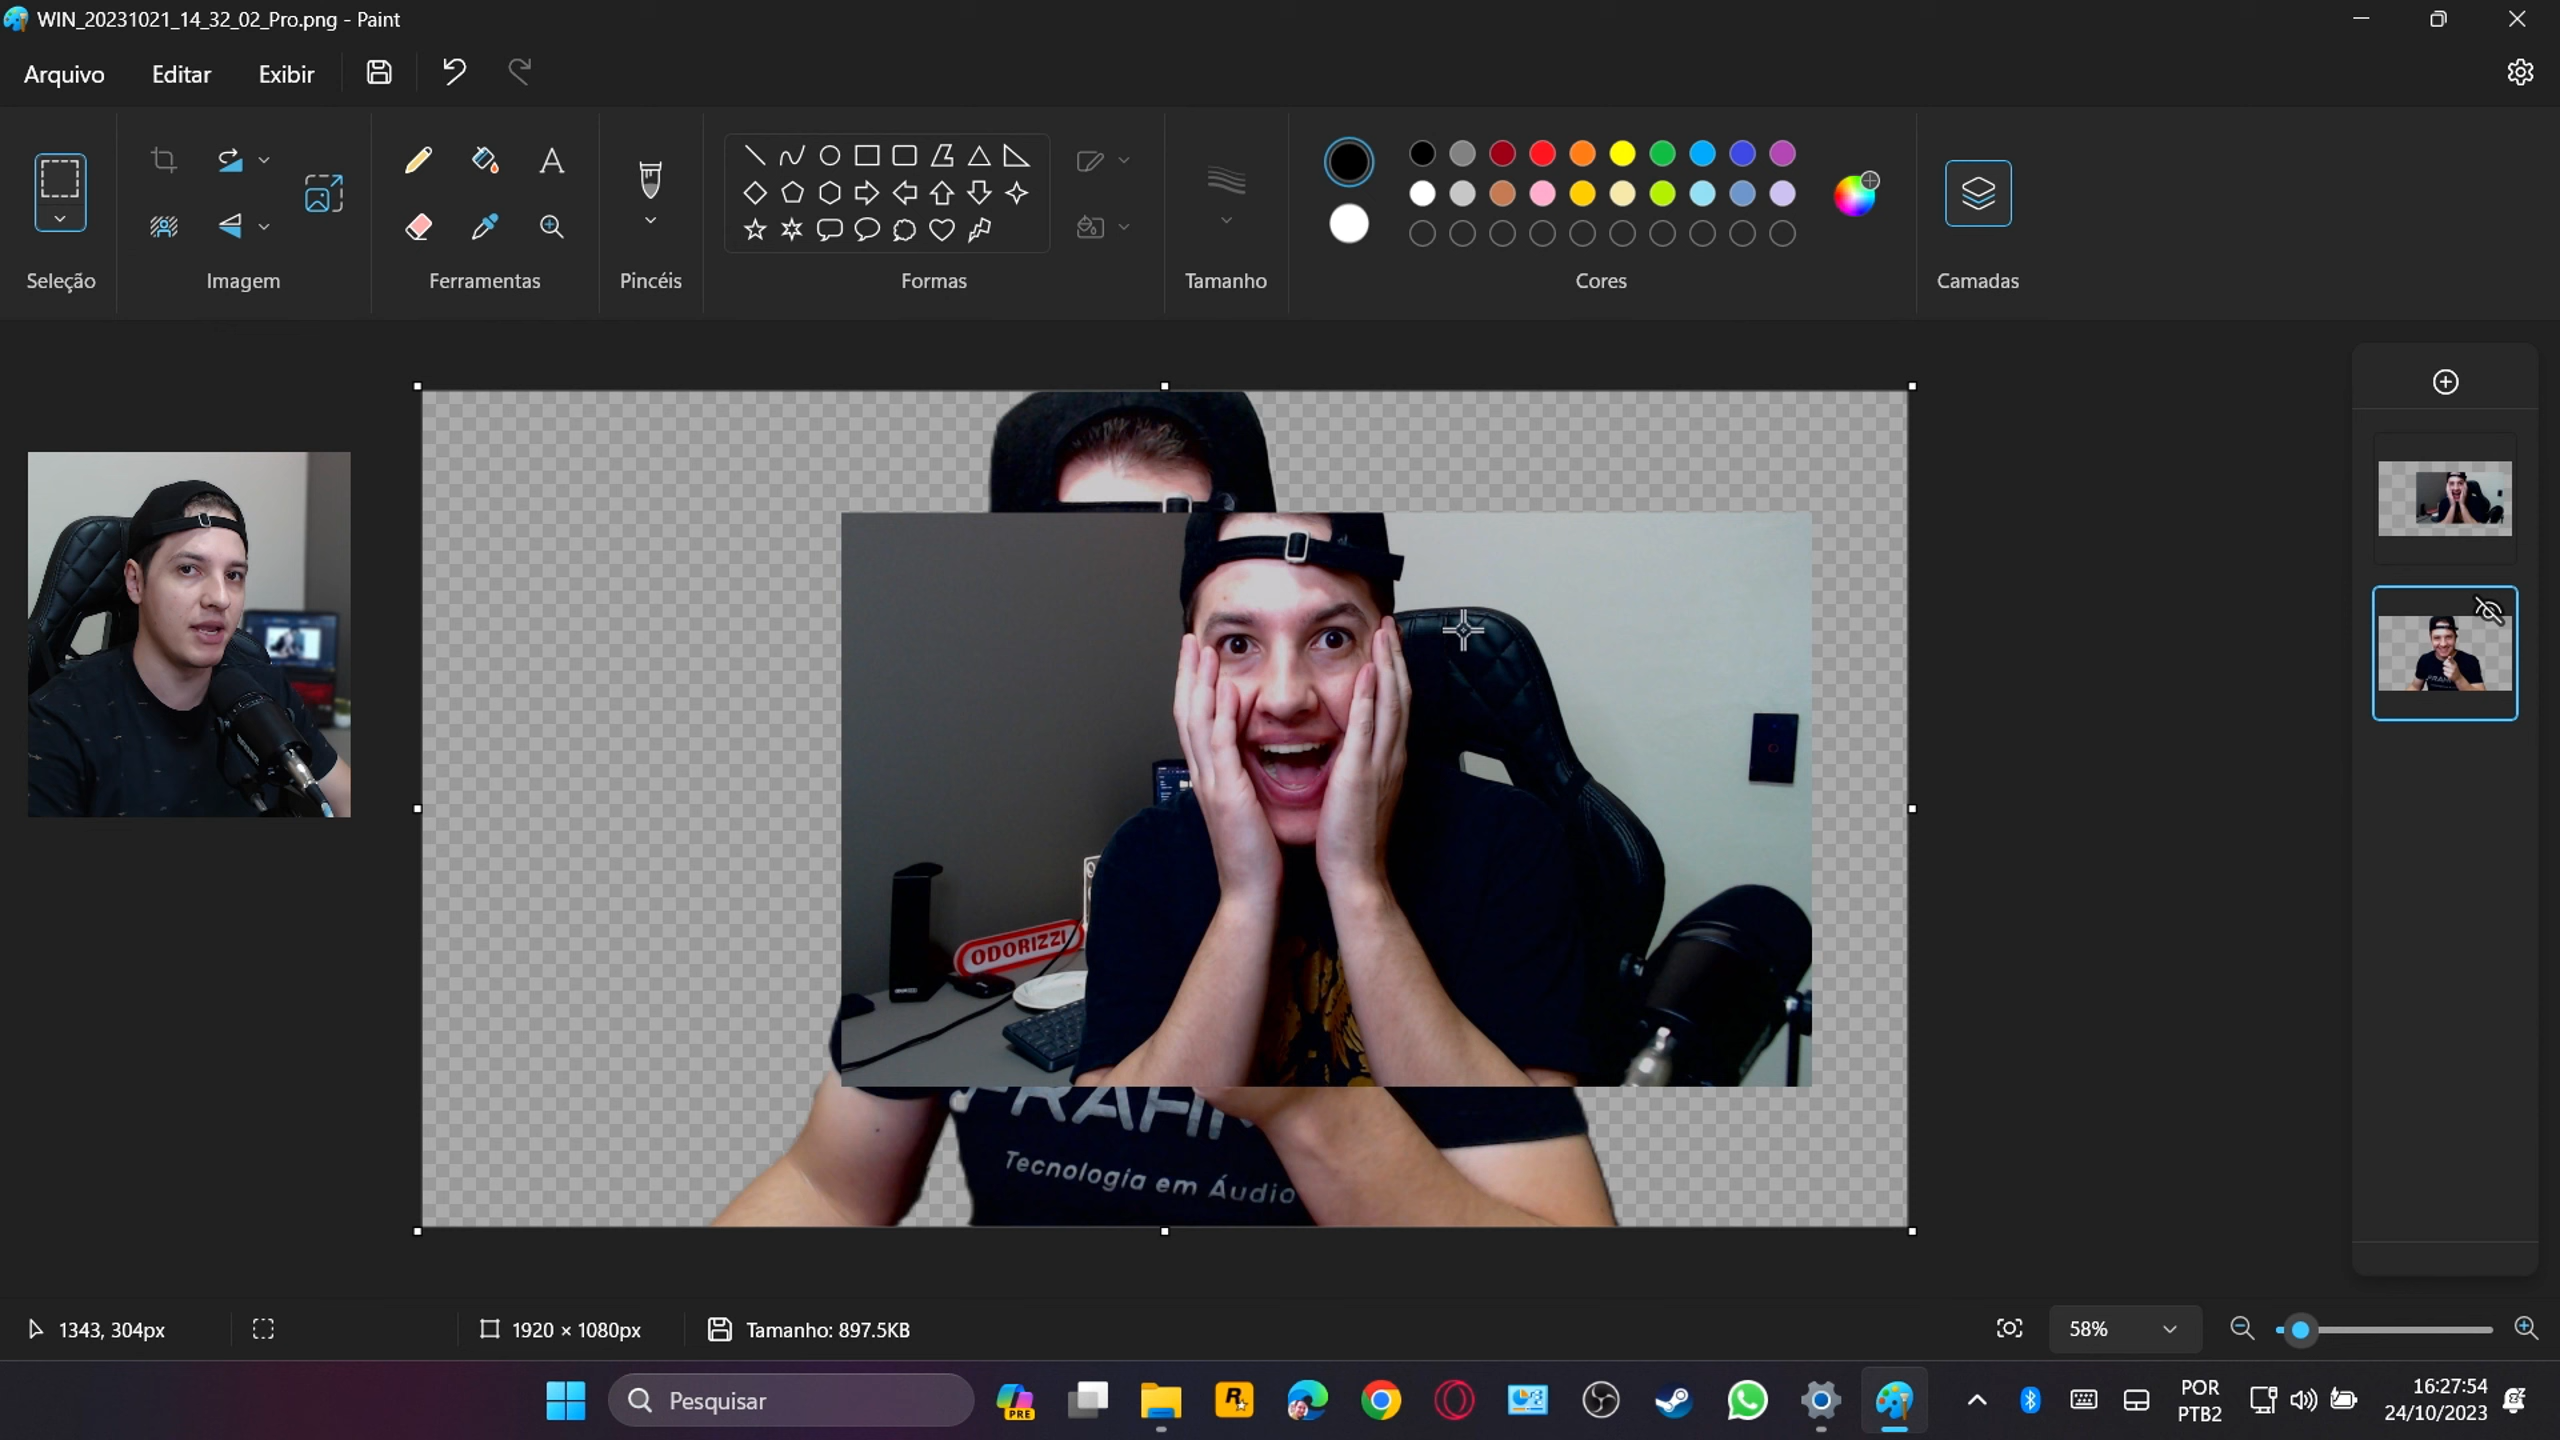 WIN_20231021_14_32_02_Pro.png - Paint
Arquivo
Editar
Exibir
Seleção
Imagem
Ferramentas
Pincéis
Formas
Tamanho
Cores
Camadas
ODORIZZI
Tecnologia em Áudio
1343, 304px
1920 × 1080px
Tamanho: 897.5KB
58%
Pesquisar
PRE
POR
PTB2
16:27:54
24/10/2023